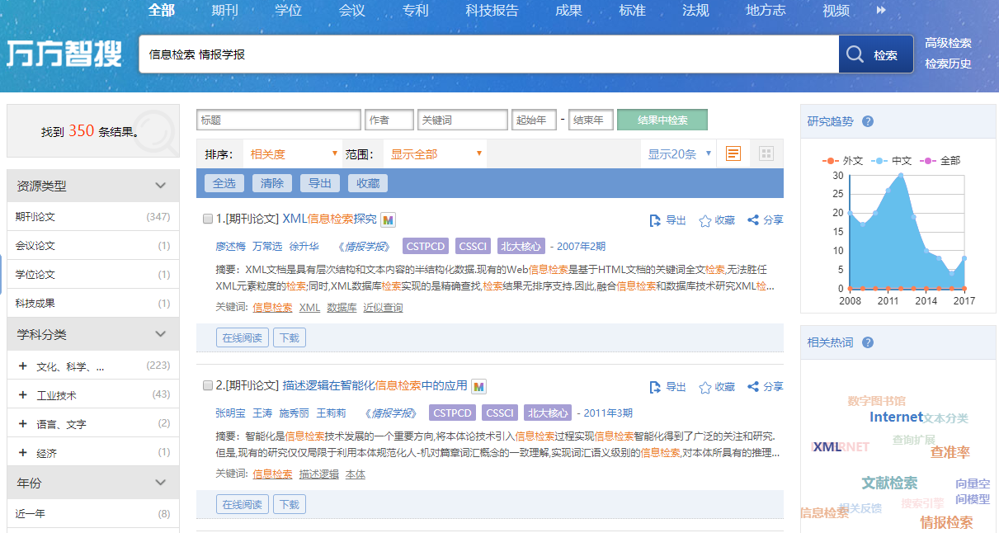 全部 期刊 学位 会议 专利 科技报告 成果 标准 法规 地方志 视频
万方智搜
信息检索 情报学报
检索
高级检索
检索历史
找到 350 条结果。
资源类型
期刊论文 (347)
会议论文 (1)
学位论文 (1)
科技成果 (1)
学科分类
+ 文化、科学、... (223)
+ 工业技术 (43)
+ 语言、文字 (2)
+ 经济 (1)
年份
近一年 (8)
标题 作者 关键词 起始年 - 结束年 结果中检索
排序: 相关度 范围: 显示全部 显示20条
全选 清除 导出 收藏
1.[期刊论文] XML信息检索探究 M 导出 收藏 分享
廖述梅 万常选 徐升华 《情报学报》 CSTPCD CSSCI 北大核心 - 2007年2期
摘要：XML文档是具有层次结构和文本内容的半结构化数据.现有的Web信息检索是基于HTML文档的关键词全文检索,无法胜任
XML元素粒度的检索;同时,XML数据库检索实现的是精确查找,检索结果无排序支持.因此,融合信息检索和数据库技术研究XML检...
关键词: 信息检索 XML 数据库 近似查询
在线阅读 下载
2.[期刊论文] 描述逻辑在智能化信息检索中的应用 M 导出 收藏 分享
张明宝 王涛 施秀丽 王莉莉 《情报学报》 CSTPCD CSSCI 北大核心 - 2011年3期
摘要：智能化是信息检索技术发展的一个重要方向,将本体论技术引入信息检索过程实现信息检索智能化得到了广泛的关注和研究.
但是,现有的研究仅仅局限于利用本体规范化人-机对篇章词汇概念的一致理解,实现词汇语义级别的信息检索,对本体所具有的推理...
关键词: 信息检索 描述逻辑 本体
在线阅读 下载
研究趋势 ?
外文 中文 全部
30
25
20
15
10
5
0
2008 2011 2014 2017
相关热词 ?
数字图书馆
Internet 文本分类
查询扩展
XML
查准率
文献检索
向量空
间模型
搜索引擎
相关反馈
信息检索
情报检索